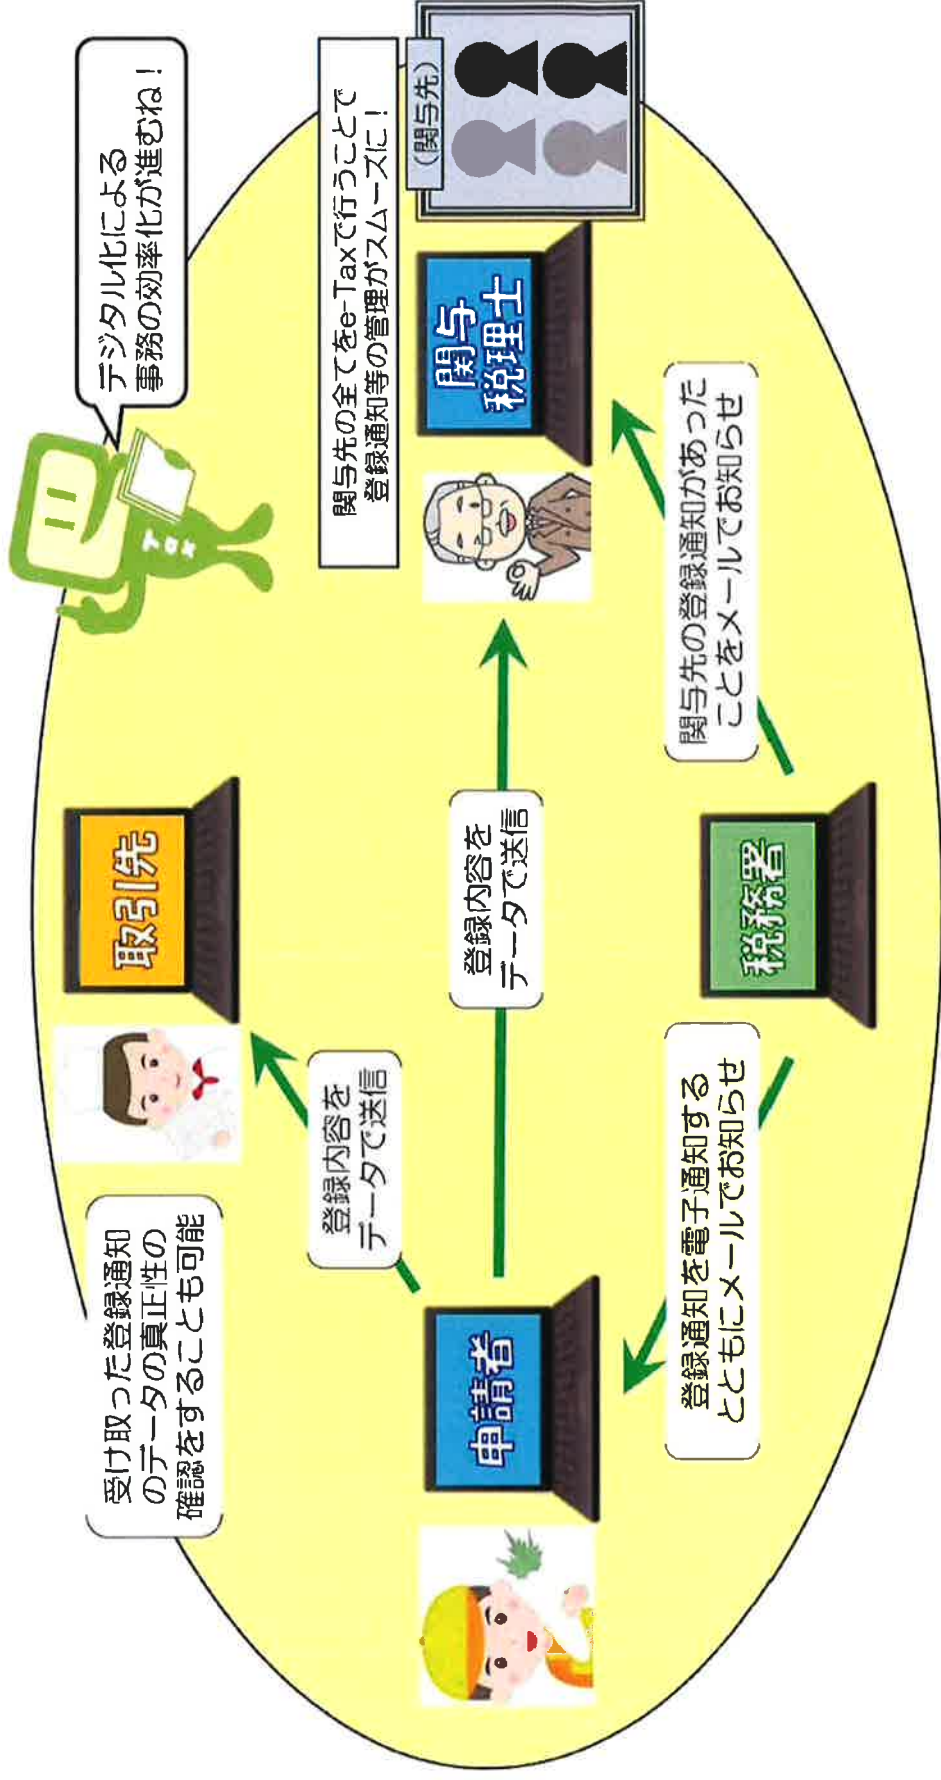 デジタル化による
事務の効率化が進むね！
Tax
取引先
受け取った登録通知
のデータの真正性の
確認をすることも可能
関与先の全てをe-Taxで行うことで
登録通知等の管理がスムーズに！
（関与先）
登録内容を
データで送信
申請者
登録内容を
データで送信
関与
税理士
登録通知を電子通知する
とともにメールでお知らせ
税務署
関与先の登録通知があった
ことをメールでお知らせ